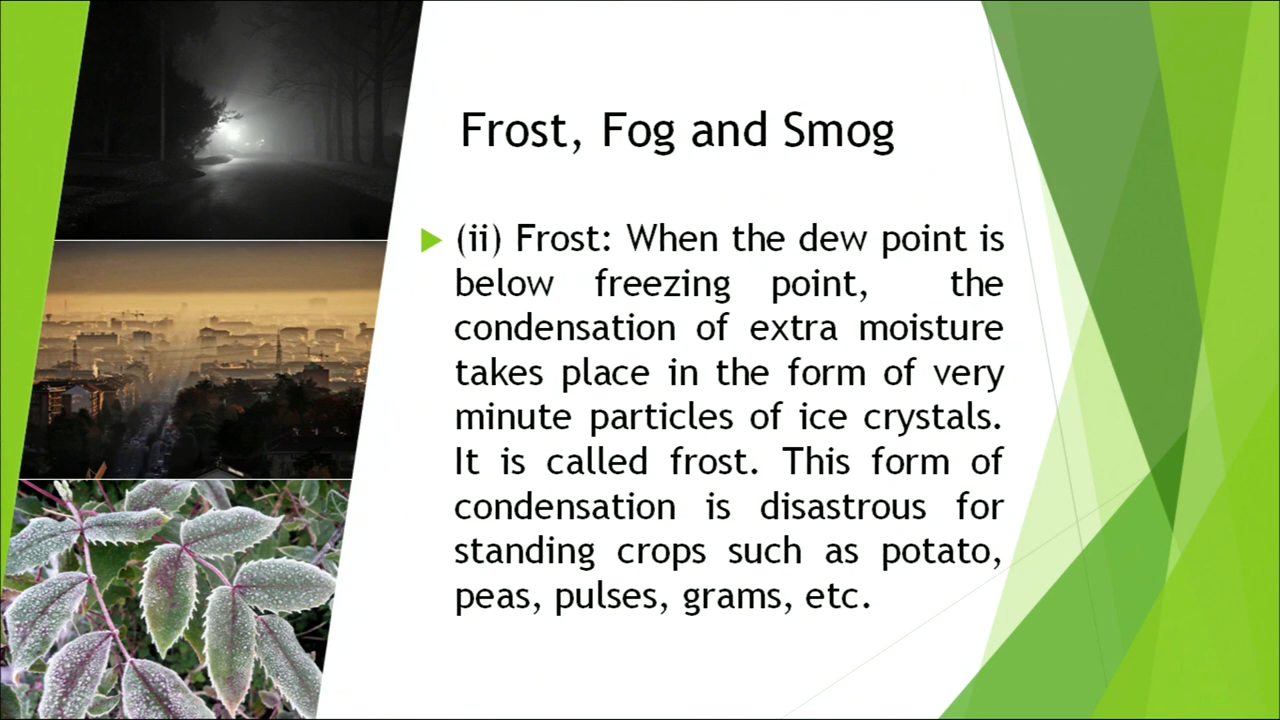 Frost, Fog and Smog
(ii) Frost: When the dew point is
below freezing point, the
condensation of extra moisture
takes place in the form of very
minute particles of ice crystals.
It is called frost. This form of
condensation is disastrous for
standing crops such as potato,
peas, pulses, grams, etc.